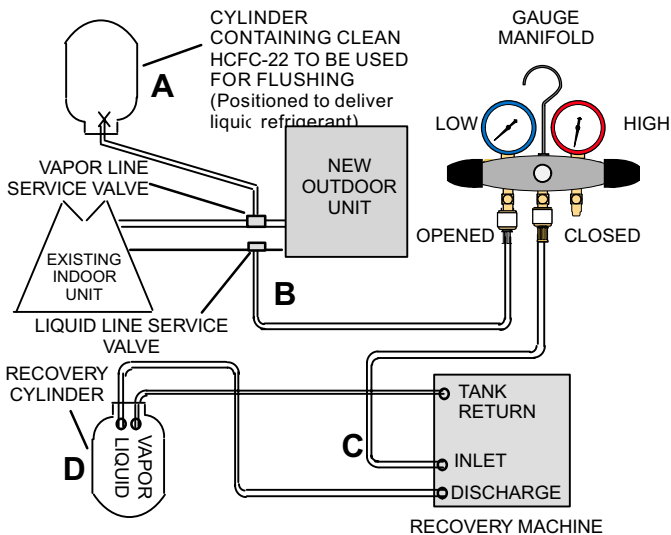 CYLINDER
CONTAINING CLEAN
HCFC-22 TO BE USED
FOR FLUSHING
(Positioned to deliver
liquid refrigerant)
A
GAUGE
MANIFOLD
LOW
HIGH
VAPOR LINE
SERVICE VALVE
NEW
OUTDOOR
UNIT
OPENED
CLOSED
EXISTING
INDOOR
UNIT
B
LIQUID LINE SERVICE
VALVE
RECOVERY
CYLINDER
TANK
RETURN
C
D
LIQUID
VAPOR
INLET
DISCHARGE
RECOVERY MACHINE